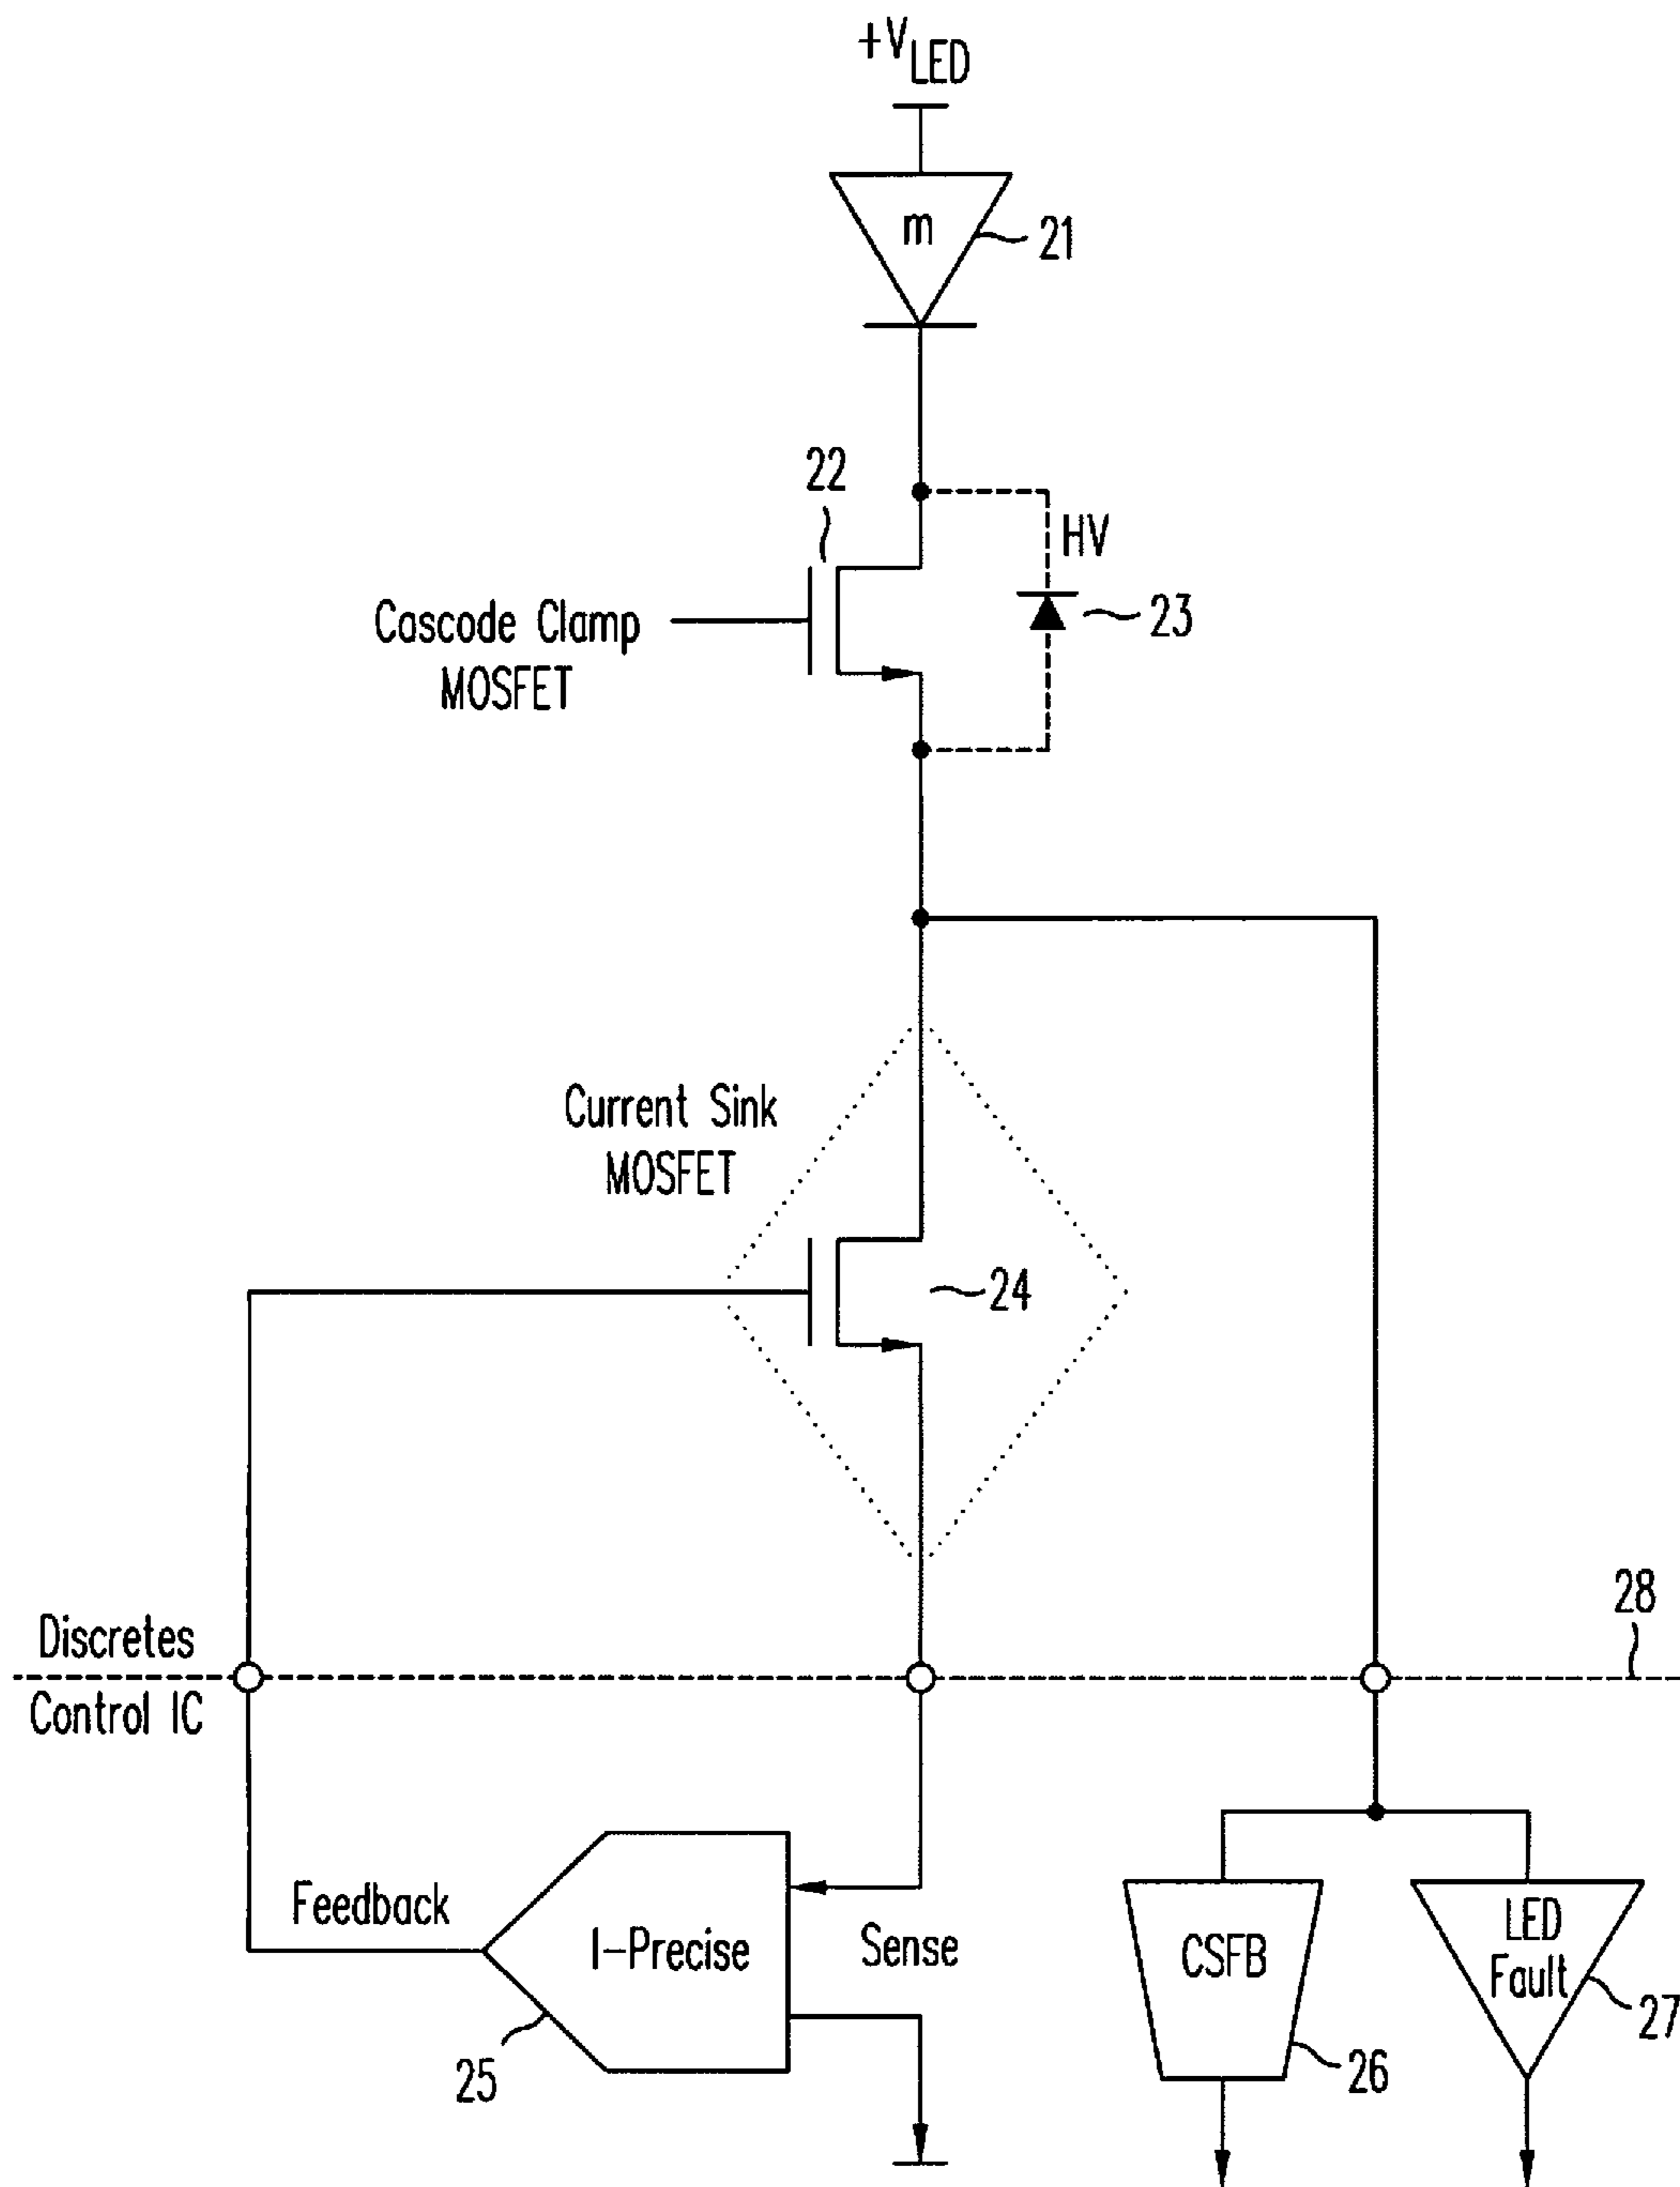 +VLED
m
21
22
HV
23
Cascode Clamp
MOSFET
Current Sink
MOSFET
24
28
Discretes
Control IC
Feedback
I-Precise
Sense
25
CSFB
26
LED
Fault
27